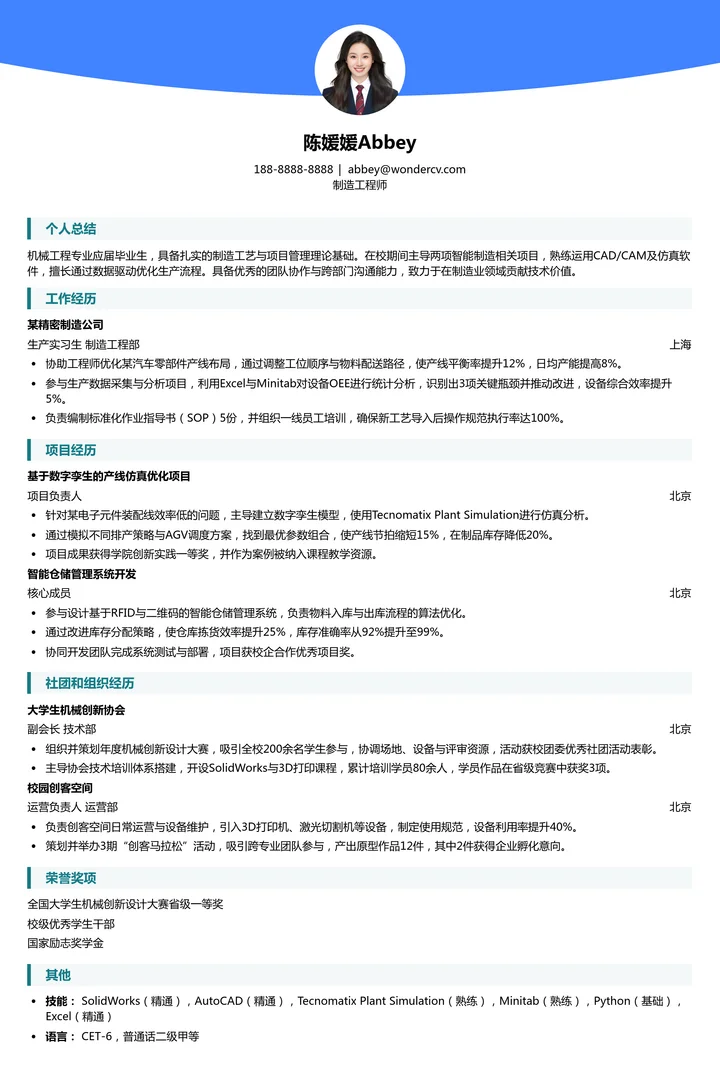 陈媛媛Abbey
188-8888-8888 | abbey@wondercv.com
制造工程师
个人总结
机械工程专业应届毕业生，具备扎实的制造工艺与项目管理理论基础。在校期间主导两项智能制造相关项目，熟练运用CAD/CAM及仿真软
件，擅长通过数据驱动优化生产流程。具备优秀的团队协作与跨部门沟通能力，致力于在制造业领域贡献技术价值。
工作经历
某精密制造公司
生产实习生 制造工程部 上海
• 协助工程师优化某汽车零部件产线布局，通过调整工位顺序与物料配送路径，使产线平衡率提升12%，日均产能提高8%。
• 参与生产数据采集与分析项目，利用Excel与Minitab对设备OEE进行统计分析，识别出3项关键瓶颈并推动改进，设备综合效率提升
5%。
• 负责编制标准化作业指导书（SOP）5份，并组织一线员工培训，确保新工艺导入后操作规范执行率达100%。
项目经历
基于数字孪生的产线仿真优化项目
项目负责人 北京
• 针对某电子元件装配线效率低的问题，主导建立数字孪生模型，使用Tecnomatix Plant Simulation进行仿真分析。
• 通过模拟不同排产策略与AGV调度方案，找到最优参数组合，使产线节拍缩短15%，在制品库存降低20%。
• 项目成果获得学院创新实践一等奖，并作为案例被纳入课程教学资源。
智能仓储管理系统开发
核心成员 北京
• 参与设计基于RFID与二维码的智能仓储管理系统，负责物料入库与出库流程的算法优化。
• 通过改进库存分配策略，使仓库拣货效率提升25%，库存准确率从92%提升至99%。
• 协同开发团队完成系统测试与部署，项目获校企合作优秀项目奖。
社团和组织经历
大学生机械创新协会
副会长 技术部 北京
• 组织并策划年度机械创新设计大赛，吸引全校200余名学生参与，协调场地、设备与评审资源，活动获校团委优秀社团活动表彰。
• 主导协会技术培训体系搭建，开设SolidWorks与3D打印课程，累计培训学员80余人，学员作品在省级竞赛中获奖3项。
校园创客空间
运营负责人 运营部 北京
• 负责创客空间日常运营与设备维护，引入3D打印机、激光切割机等设备，制定使用规范，设备利用率提升40%。
• 策划并举办3期“创客马拉松”活动，吸引跨专业团队参与，产出原型作品12件，其中2件获得企业孵化意向。
荣誉奖项
全国大学生机械创新设计大赛省级一等奖
校级优秀学生干部
国家励志奖学金
其他
• 技能： SolidWorks（精通），AutoCAD（精通），Tecnomatix Plant Simulation（熟练），Minitab（熟练），Python（基础），
Excel（精通）
• 语言： CET-6，普通话二级甲等